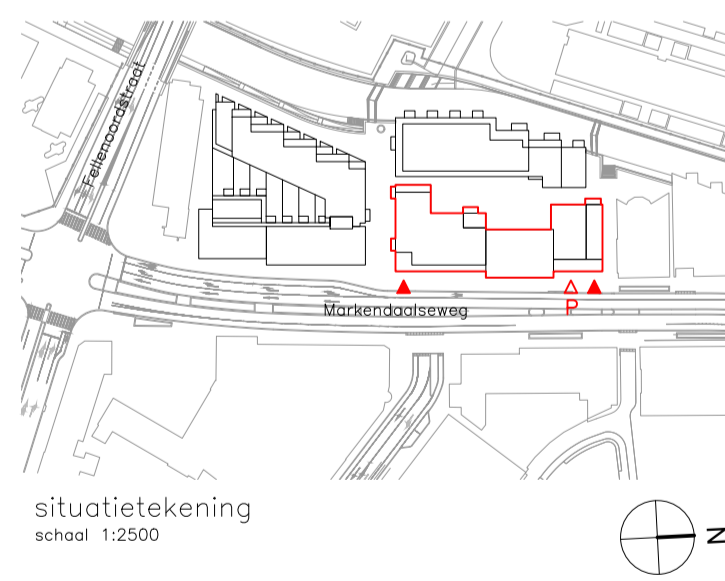 Fellenoordstraat
Markendaalseweg
P
situatietekening
schaal 1:2500
N